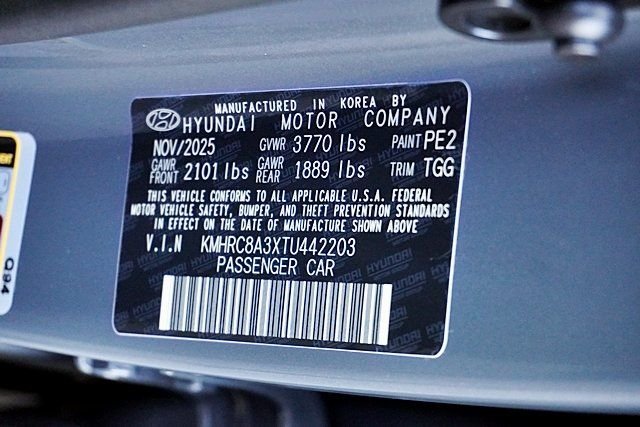 MANUFACTURED IN KOREA BY
HYUNDAI MOTOR COMPANY
NOV/2025 GVWR 3770 lbs PAINT PE2
GAWR FRONT 2101 lbs GAWR REAR 1889 lbs TRIM TGG
THIS VEHICLE CONFORMS TO ALL APPLICABLE U.S.A. FEDERAL
MOTOR VEHICLE SAFETY, BUMPER, AND THEFT PREVENTION STANDARDS
IN EFFECT ON THE DATE OF MANUFACTURE SHOWN ABOVE
V.I.N KMHRC8A3XTU442203
PASSENGER CAR
Q94